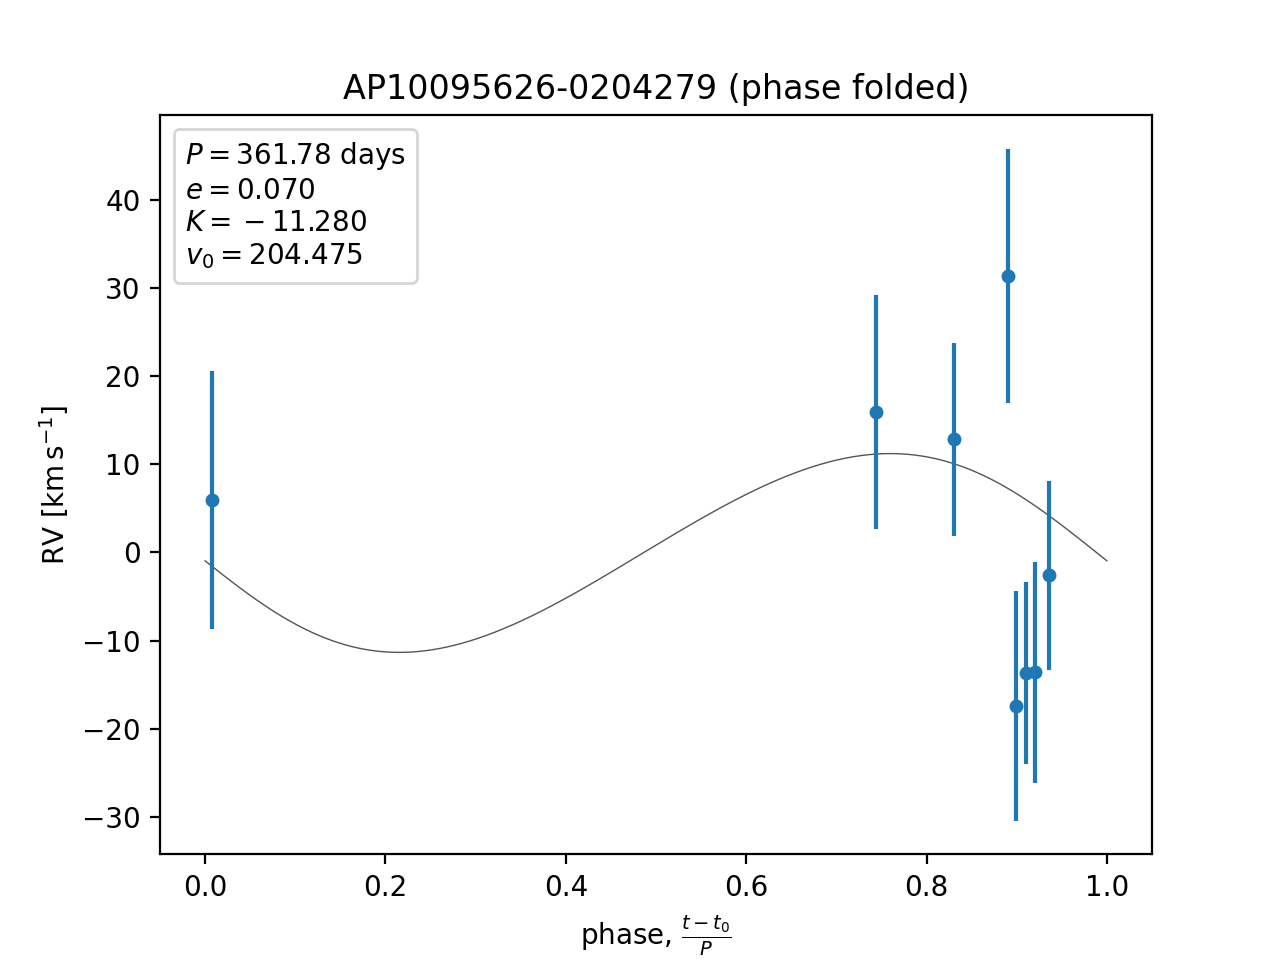 AP10095626-0204279 (phase folded)
P = 361.78 days
e = 0.070
K = −11.280
v₀ = 204.475
40
30
20
10
0
−10
−20
−30
RV [km s⁻¹]
0.0 0.2 0.4 0.6 0.8 1.0
phase, (t − t₀)/P